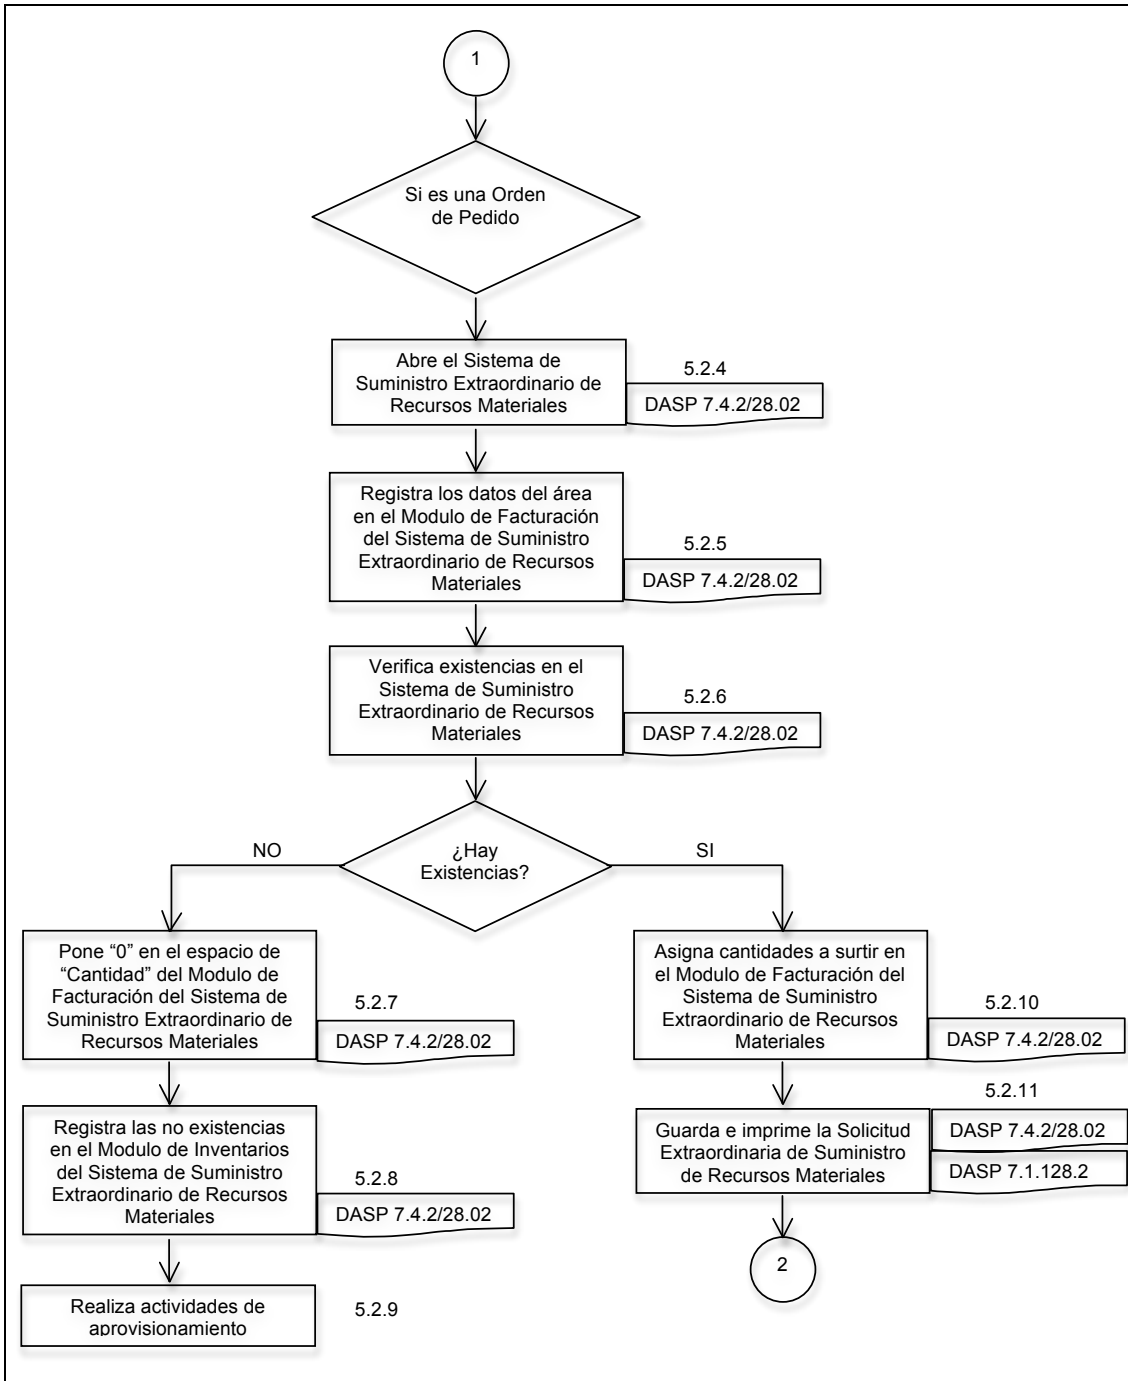 1
Si es una Orden
de Pedido
Abre el Sistema de
Suministro Extraordinario de
Recursos Materiales
5.2.4
DASP 7.4.2/28.02
Registra los datos del área
en el Modulo de Facturación
del Sistema de Suministro
Extraordinario de Recursos
Materiales
5.2.5
DASP 7.4.2/28.02
Verifica existencias en el
Sistema de Suministro
Extraordinario de Recursos
Materiales
5.2.6
DASP 7.4.2/28.02
¿Hay
Existencias?
NO
SI
Pone “0” en el espacio de
“Cantidad” del Modulo de
Facturación del Sistema de
Suministro Extraordinario de
Recursos Materiales
5.2.7
DASP 7.4.2/28.02
Registra las no existencias
en el Modulo de Inventarios
del Sistema de Suministro
Extraordinario de Recursos
Materiales
5.2.8
DASP 7.4.2/28.02
Realiza actividades de
aprovisionamiento
5.2.9
Asigna cantidades a surtir en
el Modulo de Facturación del
Sistema de Suministro
Extraordinario de Recursos
Materiales
5.2.10
DASP 7.4.2/28.02
Guarda e imprime la Solicitud
Extraordinaria de Suministro
de Recursos Materiales
5.2.11
DASP 7.4.2/28.02
DASP 7.1.128.2
2